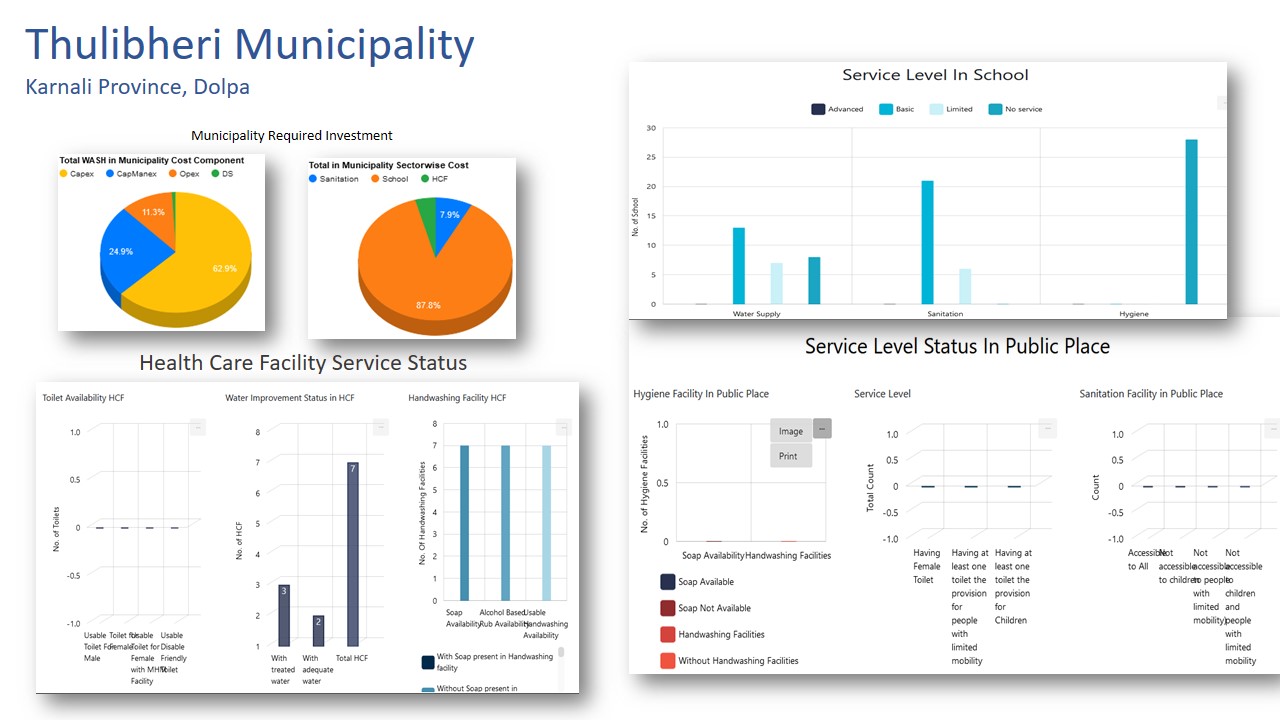 Thulibheri Municipality
Karnali Province, Dolpa
Municipality Required Investment
Total WASH in Municipality Cost Component
Capex CapManex Opex DS
11.3%
24.9%
62.9%
Total in Municipality Sectorwise Cost
Sanitation School HCF
7.9%
87.8%
Service Level In School
Advanced Basic Limited No service
No. of School
30
25
20
15
10
5
0
Water Supply Sanitation Hygiene
Health Care Facility Service Status
Toilet Availability HCF
No. of Toilets
1.0
0.5
0
-0.5
-1.0
Usable Toilet For Male
Toilet for Female
Usable Toilet for Female with MHM Facility
Usable Disable Friendly Toilet
Water Improvement Status in HCF
No. of HCF
8
7
6
5
4
3
2
1
3
2
7
With treated water
With adequate water
Total HCF
Handwashing Facility HCF
No. Of Handwashing Facilities
8
7
6
5
4
3
2
1
0
Soap Availability
Alcohol Based Rub Availability
Usable Handwashing Availability
With Soap present in Handwashing
facility
Without Soap present in
Service Level Status In Public Place
Hygiene Facility In Public Place
No. of Hygiene Facilities
1.0
0.5
0
Image
Print
Soap Availability Handwashing Facilities
Soap Available
Soap Not Available
Handwashing Facilities
Without Handwashing Facilities
Service Level
Total Count
1.0
0.5
0
-0.5
-1.0
Having Female Toilet
Having at least one toilet the provision for people with limited mobility
Having at least one toilet the provision for Children
Sanitation Facility in Public Place
Count
1.0
0.5
0
-0.5
-1.0
Accessible to All
Not accessible to children
Not accessible to people with limited mobility
Not accessible to children and people with limited mobility